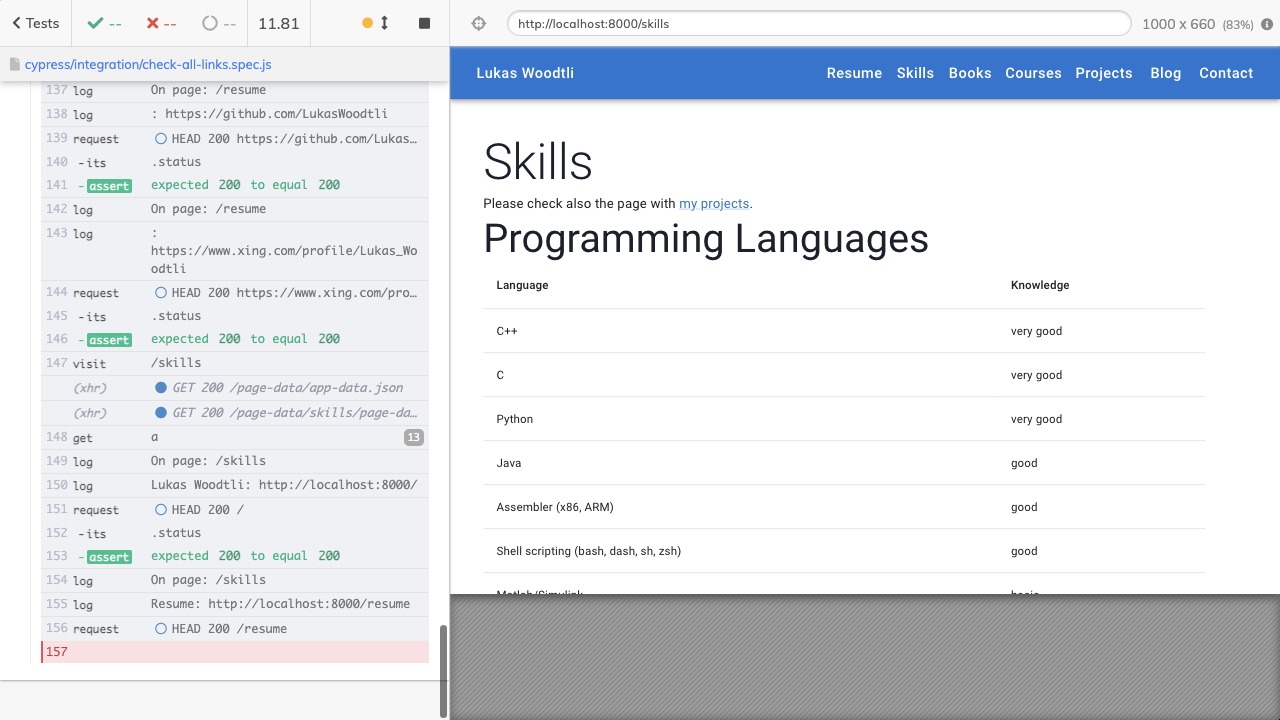 Tests
--
--
--
11.81
http://localhost:8000/skills
1000 x 660 (83%)
cypress/integration/check-all-links.spec.js
137 log On page: /resume
138 log : https://github.com/LukasWoodtli
139 request HEAD 200 https://github.com/Lukas…
140 -its .status
141 -assert expected 200 to equal 200
142 log On page: /resume
143 log :
https://www.xing.com/profile/Lukas_Wo
odtli
144 request HEAD 200 https://www.xing.com/pro…
145 -its .status
146 -assert expected 200 to equal 200
147 visit /skills
(xhr) GET 200 /page-data/app-data.json
(xhr) GET 200 /page-data/skills/page-da…
148 get a 13
149 log On page: /skills
150 log Lukas Woodtli: http://localhost:8000/
151 request HEAD 200 /
152 -its .status
153 -assert expected 200 to equal 200
154 log On page: /skills
155 log Resume: http://localhost:8000/resume
156 request HEAD 200 /resume
157
Lukas Woodtli
Resume Skills Books Courses Projects Blog Contact
Skills
Please check also the page with my projects.
Programming Languages
Language Knowledge
C++ very good
C very good
Python very good
Java good
Assembler (x86, ARM) good
Shell scripting (bash, dash, sh, zsh) good
Matlab/Simulink basic